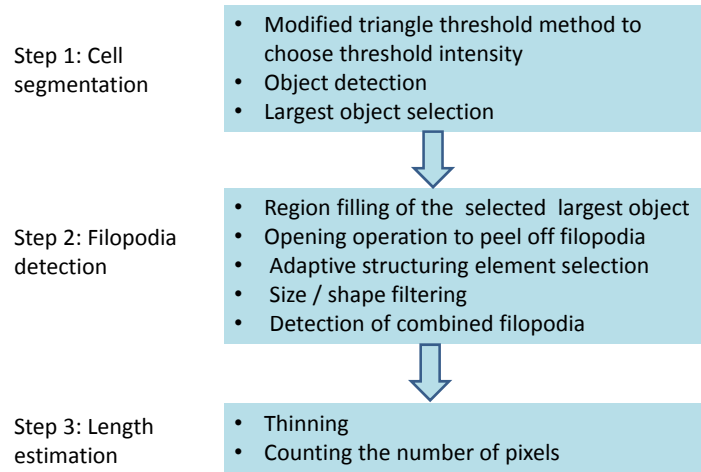 Step 1: Cell
segmentation
• Modified triangle threshold method to
choose threshold intensity
• Object detection
• Largest object selection
Step 2: Filopodia
detection
• Region filling of the selected largest object
• Opening operation to peel off filopodia
• Adaptive structuring element selection
• Size / shape filtering
• Detection of combined filopodia
Step 3: Length
estimation
• Thinning
• Counting the number of pixels